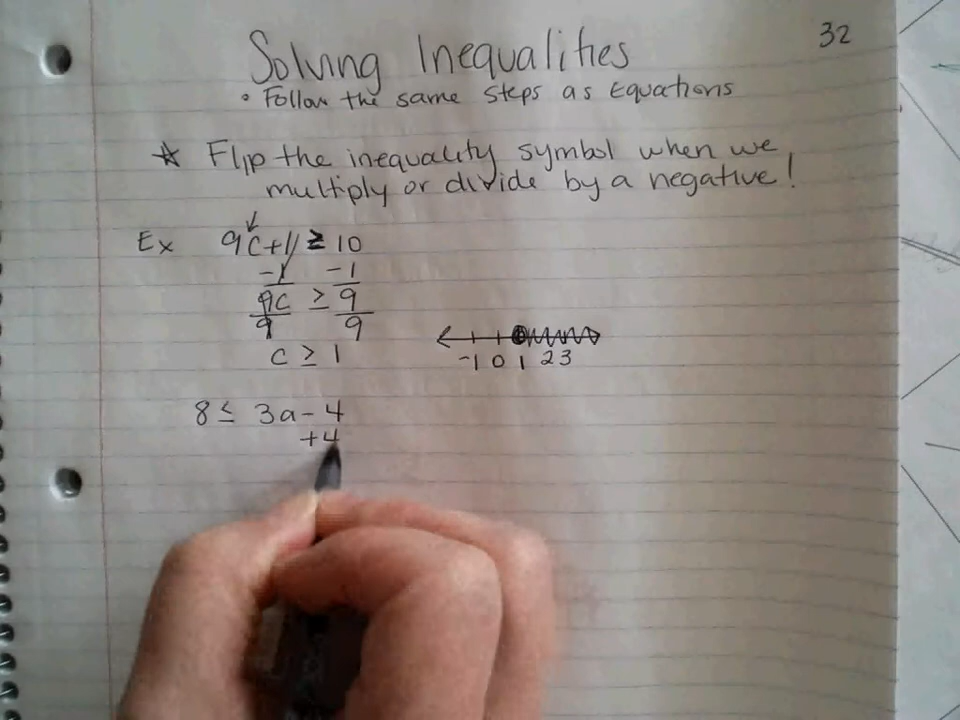 32
Solving Inequalities
• Follow the same steps as Equations
☆ Flip the inequality symbol when we
multiply or divide by a negative!
Ex 9c+1 ≥ 10
-1 -1
9c ≥ 9
9 9
c ≥ 1
-1 0 1 2 3
8 ≤ 3a - 4
+4